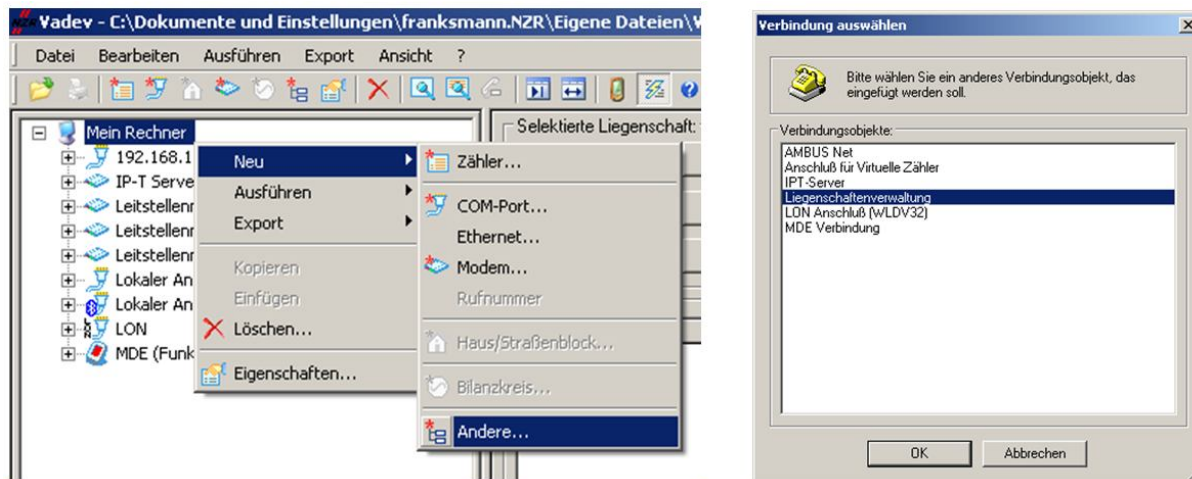 Vadev - C:\Dokumente und Einstellungen\franksmann.NZR\Eigene Dateien\V
Datei Bearbeiten Ausführen Export Ansicht ?
Mein Rechner
192.168.1
IP-T Serve
Leitstellenr
Leitstellenr
Leitstellenr
Lokaler An
Lokaler An
LON
MDE (Funk
Neu
Ausführen
Export
Kopieren
Einfügen
Löschen...
Eigenschaften...
Zähler...
COM-Port...
Ethernet...
Modem...
Rufnummer
Haus/Straßenblock...
Bilanzkreis...
Andere...
Selektierte Liegenschaft:
Verbindung auswählen
Bitte wählen Sie ein anderes Verbindungsobjekt, das
eingefügt werden soll.
Verbindungsobjekte:
AMBUS Net
Anschluß für Virtuelle Zähler
IPT-Server
Liegenschaftenverwaltung
LON Anschluß (WLDV32)
MDE Verbindung
OK
Abbrechen